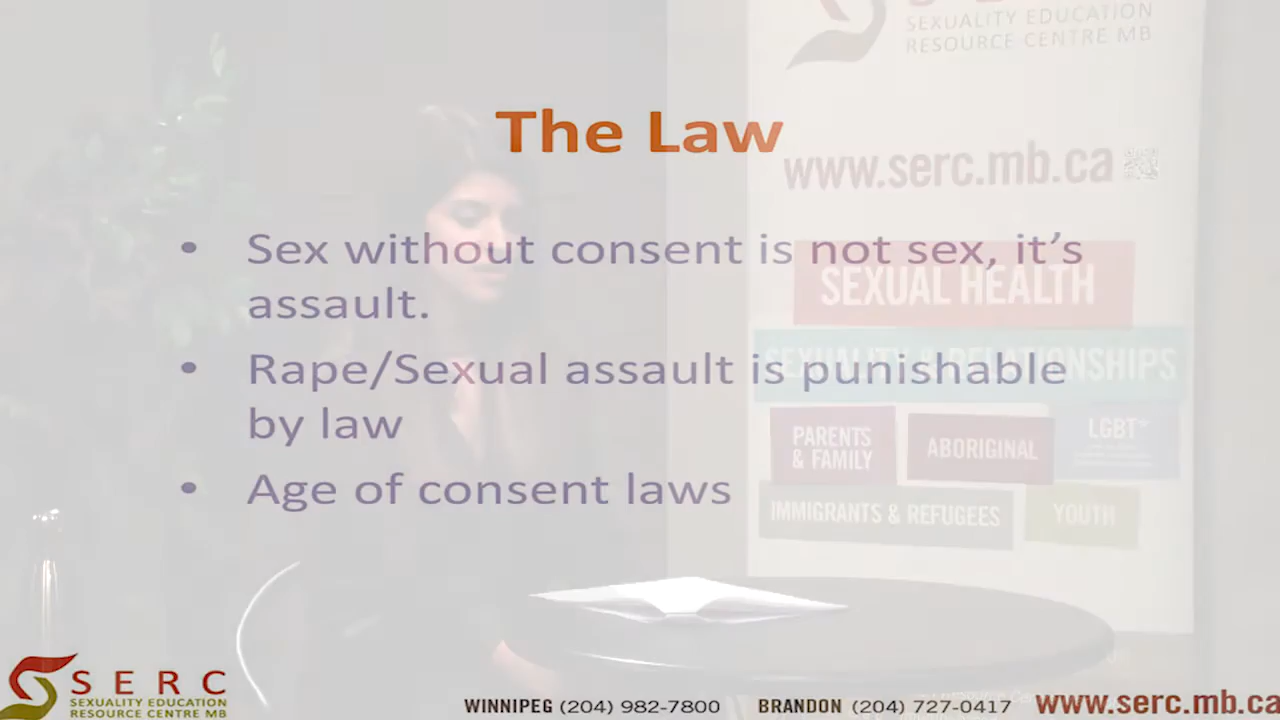 SEXUALITY EDUCATION
RESOURCE CENTRE MB
The Law
www.serc.mb.ca
• Sex without consent is not sex, it's
assault.
SEXUAL HEALTH
• Rape/Sexual assault is punishable
by law
SEXUALITY & RELATIONSHIPS
PARENTS
& FAMILY
ABORIGINAL
LGBT*
• Age of consent laws
IMMIGRANTS & REFUGEES
YOUTH
SERC
SEXUALITY EDUCATION
RESOURCE CENTRE MB
WINNIPEG (204) 982-7800 BRANDON (204) 727-0417 www.serc.mb.ca